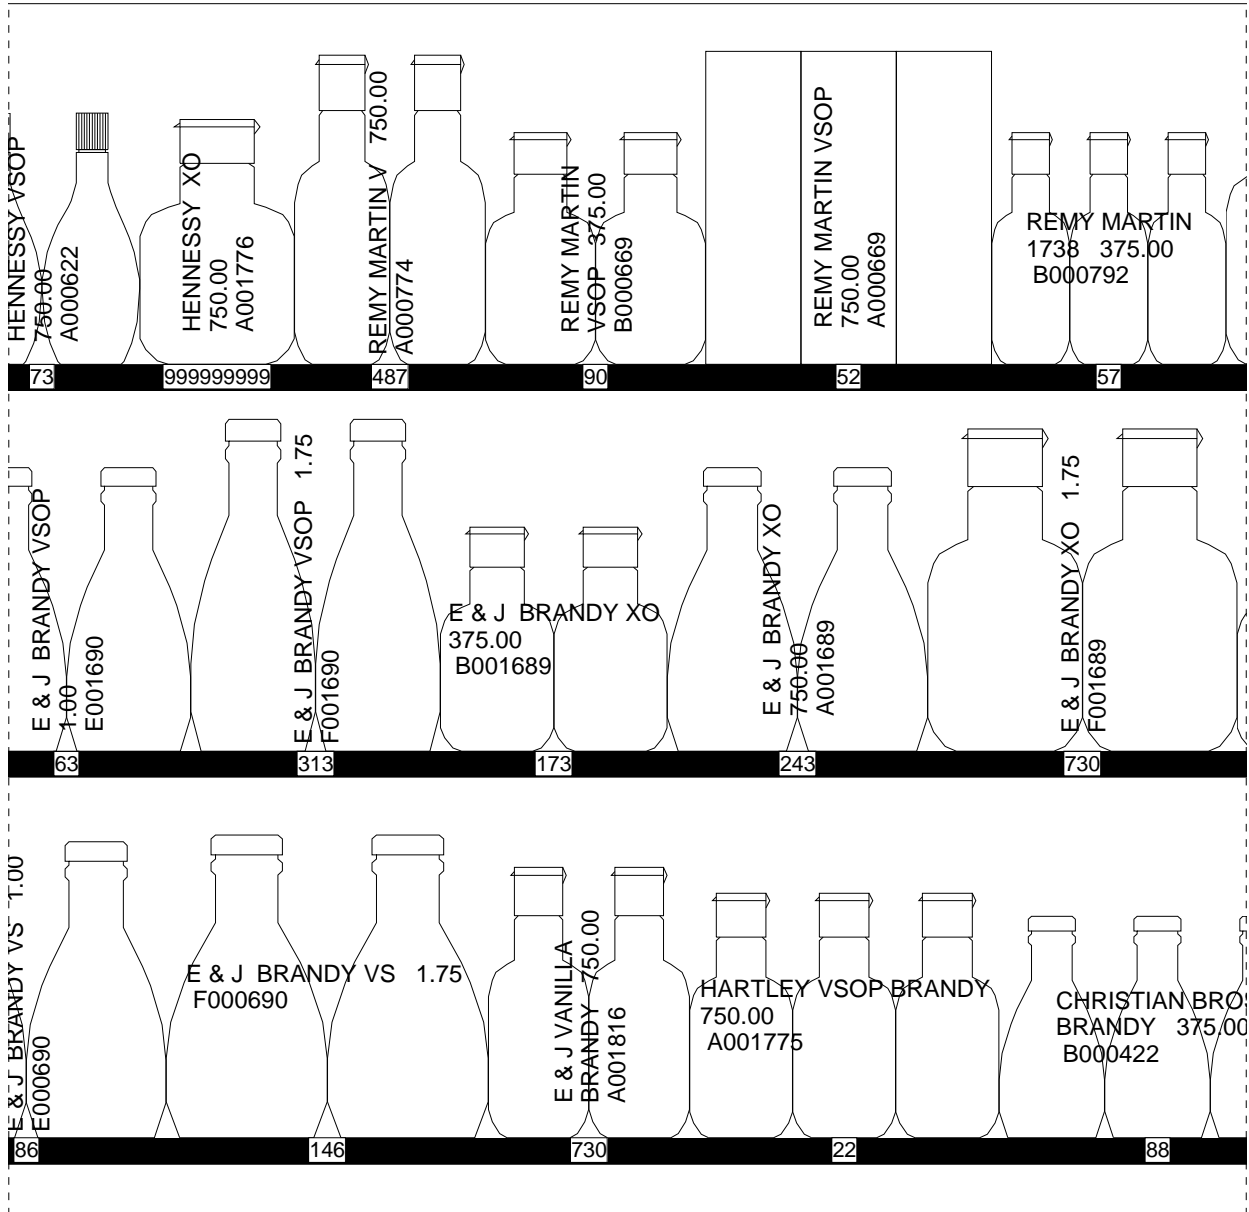 HENNESSY VSOP
750.00
A000622
HENNESSY  XO
750.00
A001776
REMY MARTIN V   750.00
A000774
REMY MARTIN
VSOP   375.00
B000669
REMY MARTIN VSOP
750.00
A000669
REMY MARTIN
1738   375.00
B000792
73
999999999
487
90
52
57
E & J  BRANDY VSOP
1.00
E001690
E & J  BRANDY VSOP   1.75
F001690
E & J  BRANDY XO
375.00
B001689
E & J  BRANDY XO
750.00
A001689
E & J  BRANDY XO   1.75
F001689
63
313
173
243
730
E & J  BRANDY VS   1.00
E000690
E & J  BRANDY VS   1.75
F000690
E & J VANILLA
BRANDY   750.00
A001816
HARTLEY VSOP BRANDY
750.00
A001775
CHRISTIAN BROS
BRANDY   375.00
B000422
86
146
730
22
88